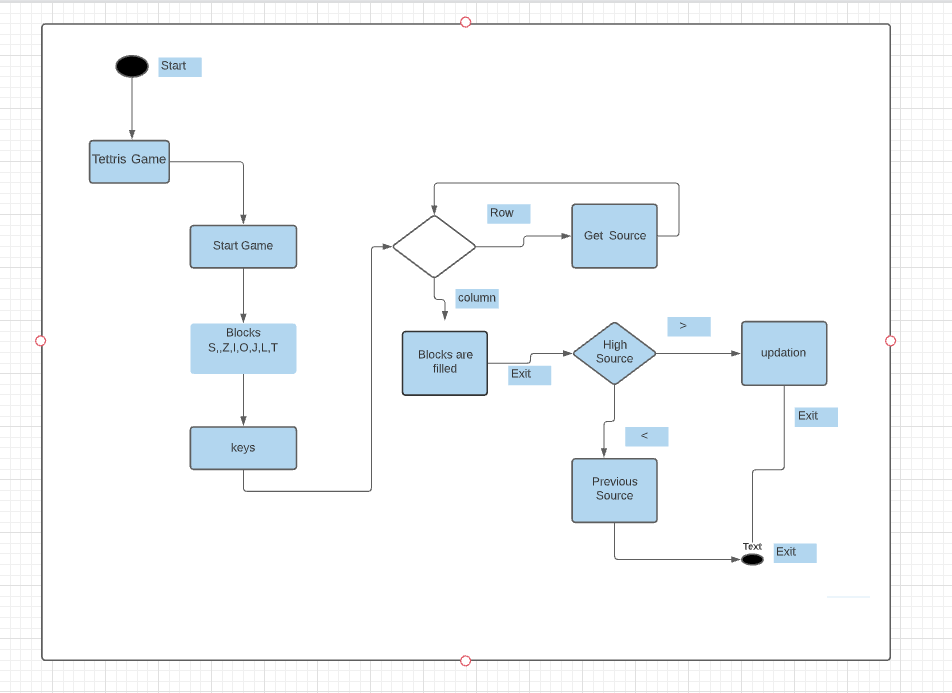 Start
Tettris Game
Start Game
Blocks
S,,Z,I,O,J,L,T
keys
Row
Get Source
column
Blocks are
filled
Exit
High
Source
>
updation
Exit
<
Previous
Source
Text
Exit